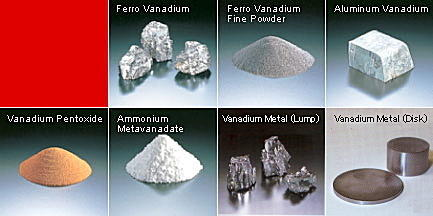 Ferro Vanadium
Ferro Vanadium
Fine Powder
Aluminum Vanadium
Vanadium Pentoxide
Ammonium
Metavanadate
Vanadium Metal (Lump)
Vanadium Metal (Disk)